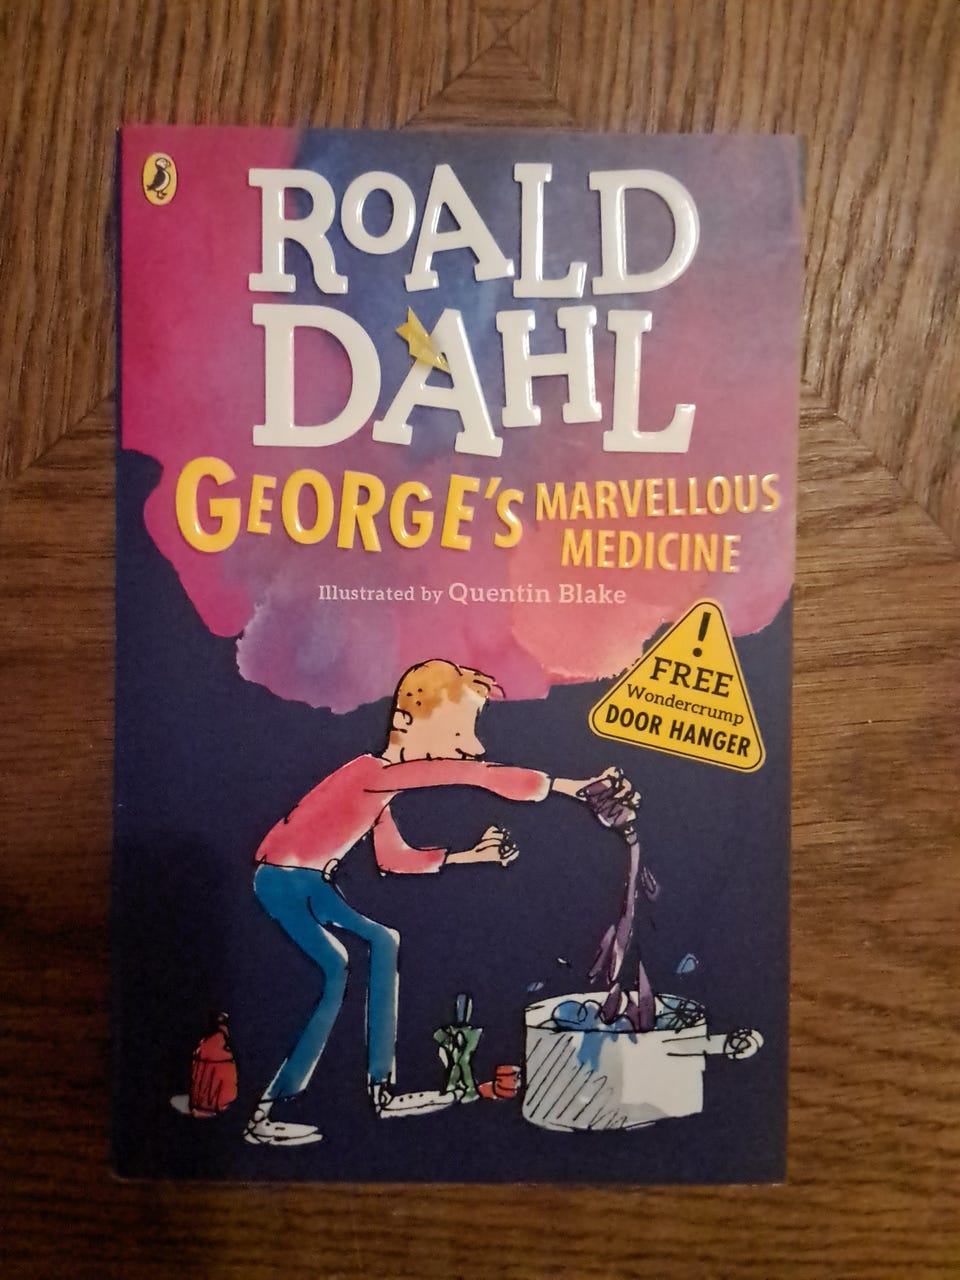 ROALD
DAHL
GEORGE'S MARVELLOUS
MEDICINE
Illustrated by Quentin Blake
!
FREE
Wondercrump
DOOR HANGER